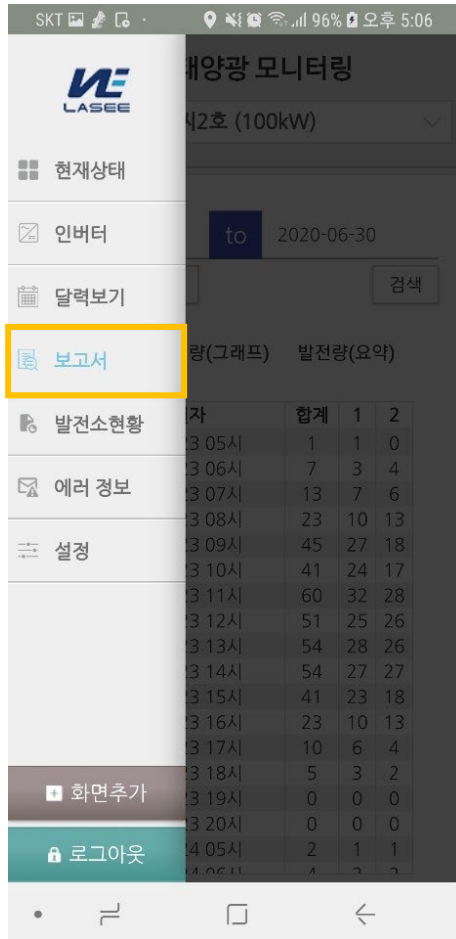 SKT 96% 오후 5:06
LASEE
태양광 모니터링
2호 (100kW)
현재상태
인버터
to 2020-06-30
달력보기
검색
보고서
량(그래프) 발전량(요약)
발전소현황
에러 정보
설정
자 합계 1 2
23 05시 1 1 0
23 06시 7 3 4
23 07시 13 7 6
23 08시 23 10 13
23 09시 45 27 18
23 10시 41 24 17
23 11시 60 32 28
23 12시 51 25 26
23 13시 54 28 26
23 14시 54 27 27
23 15시 41 23 18
23 16시 23 10 13
23 17시 10 6 4
23 18시 5 3 2
23 19시 0 0 0
23 20시 0 0 0
24 05시 2 1 1
화면추가
로그아웃